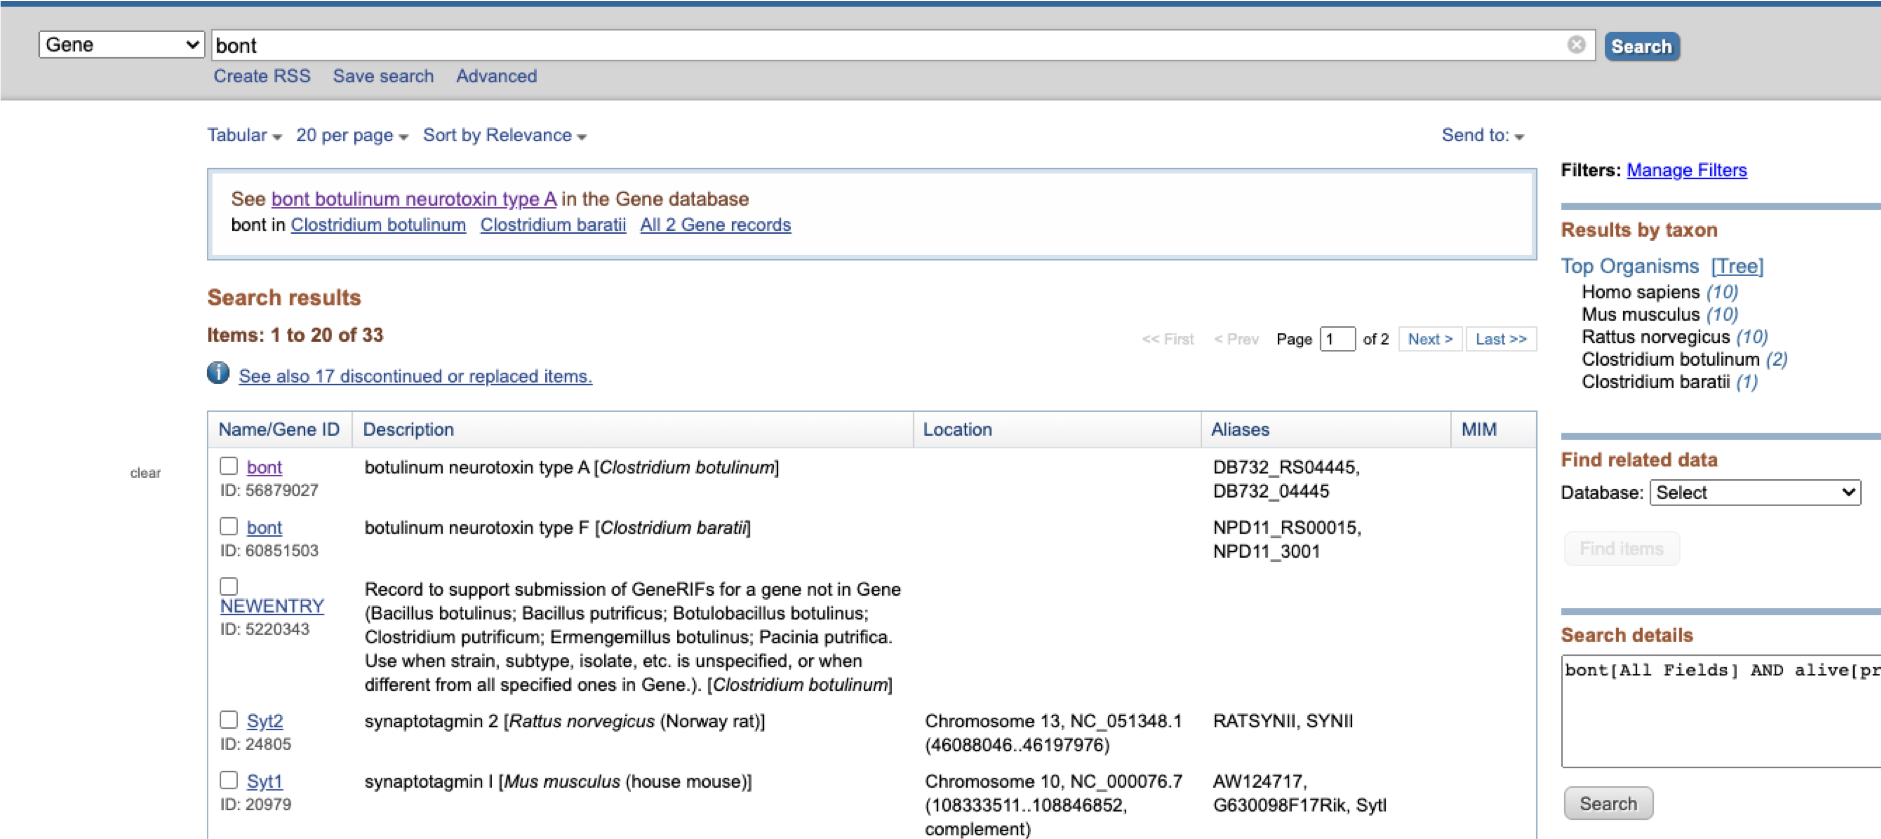 Gene bont Search
Create RSS Save search Advanced
Tabular 20 per page Sort by Relevance Send to:
Filters: Manage Filters
See bont botulinum neurotoxin type A in the Gene database
bont in Clostridium botulinum Clostridium baratii All 2 Gene records
Results by taxon
Top Organisms [Tree]
Homo sapiens (10)
Mus musculus (10)
Rattus norvegicus (10)
Clostridium botulinum (2)
Clostridium baratii (1)
Search results
Items: 1 to 20 of 33
<< First < Prev Page 1 of 2 Next > Last >>
See also 17 discontinued or replaced items.
Name/Gene ID Description Location Aliases MIM
clear
bont
ID: 56879027
botulinum neurotoxin type A [Clostridium botulinum]
DB732_RS04445,
DB732_04445
bont
ID: 60851503
botulinum neurotoxin type F [Clostridium baratii]
NPD11_RS00015,
NPD11_3001
NEWENTRY
ID: 5220343
Record to support submission of GeneRIFs for a gene not in Gene
(Bacillus botulinus; Bacillus putrificus; Botulobacillus botulinus;
Clostridium putrificum; Ermengemillus botulinus; Pacinia putrifica.
Use when strain, subtype, isolate, etc. is unspecified, or when
different from all specified ones in Gene.). [Clostridium botulinum]
Syt2
ID: 24805
synaptotagmin 2 [Rattus norvegicus (Norway rat)]
Chromosome 13, NC_051348.1
(46088046..46197976)
RATSYNII, SYNII
Syt1
ID: 20979
synaptotagmin I [Mus musculus (house mouse)]
Chromosome 10, NC_000076.7
(108333511..108846852,
complement)
AW124717,
G630098F17Rik, SytI
Find related data
Database: Select
Find items
Search details
bont[All Fields] AND alive[pr
Search